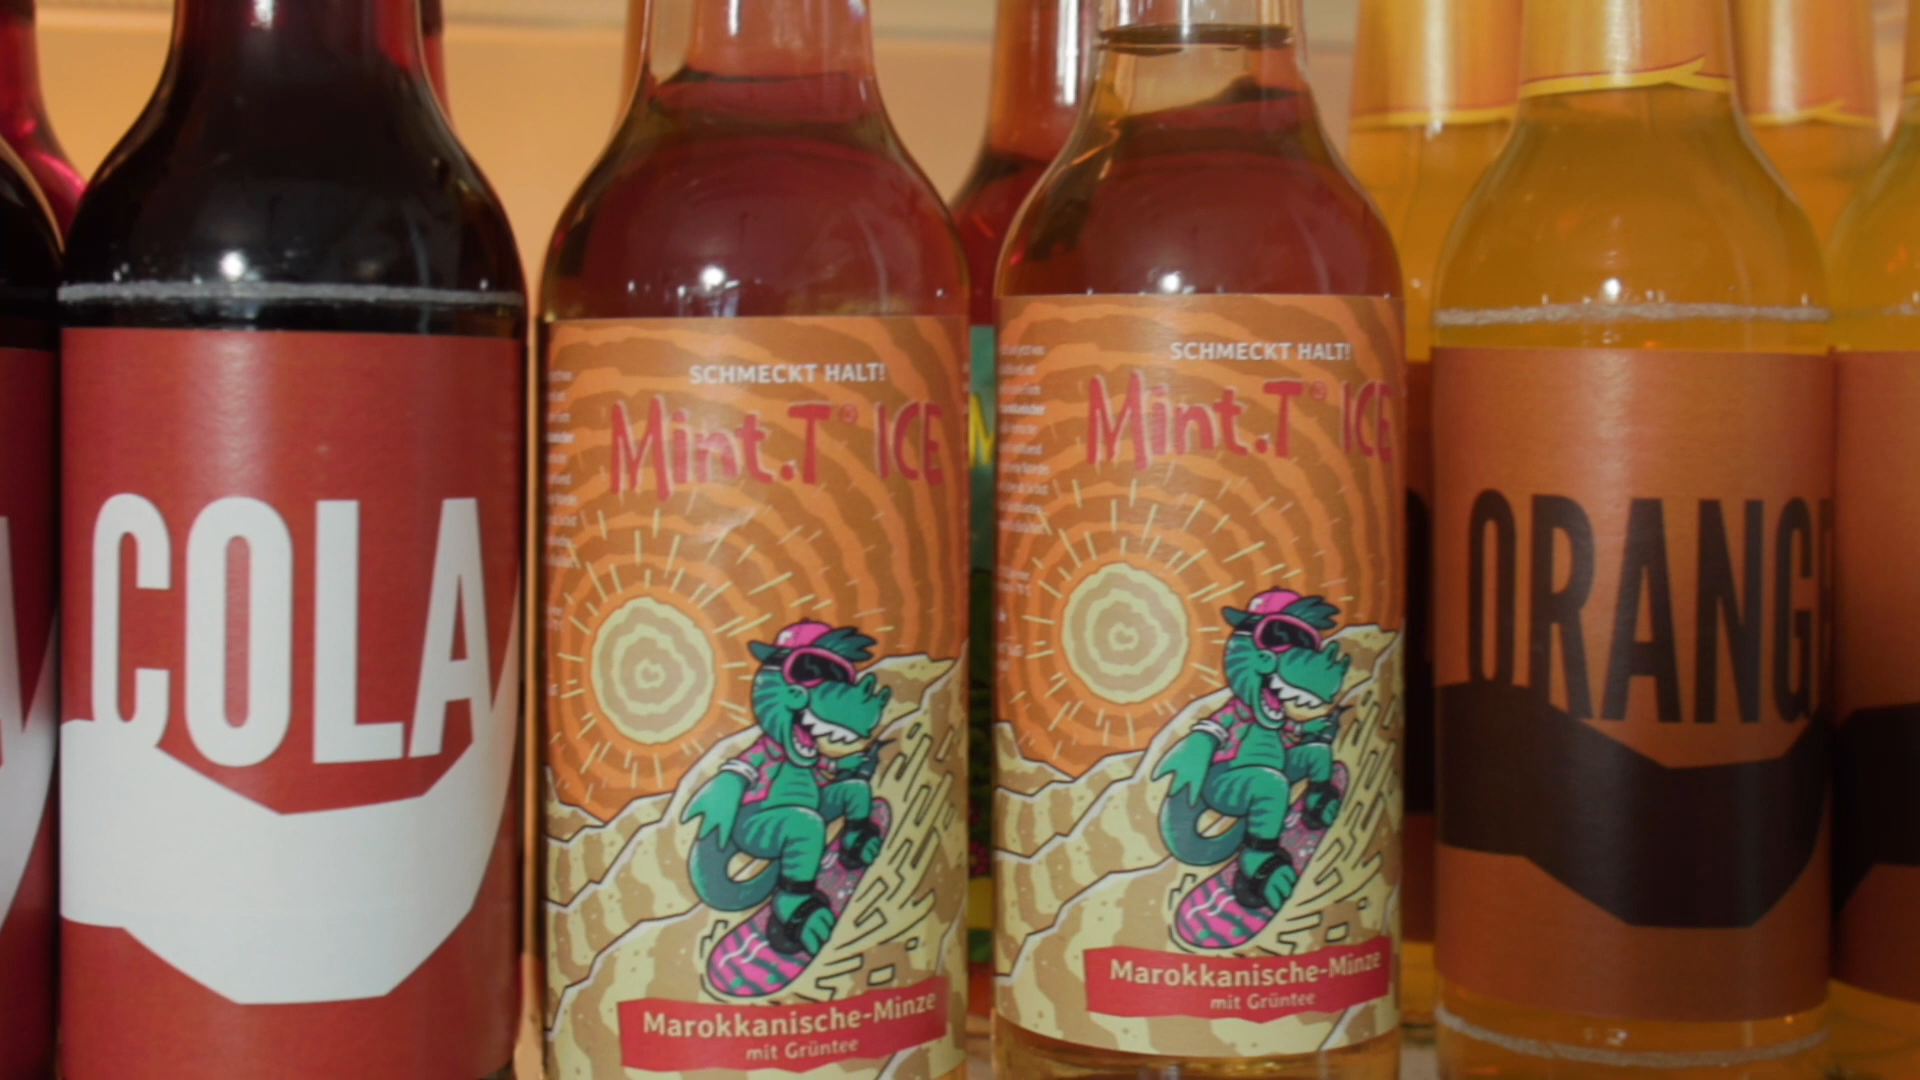 COLA
SCHMECKT HALT!
Mint.T® ICE
Marokkanische-Minze
mit Grüntee
SCHMECKT HALT!
Mint.T® ICE
Marokkanische-Minze
mit Grüntee
ORANG